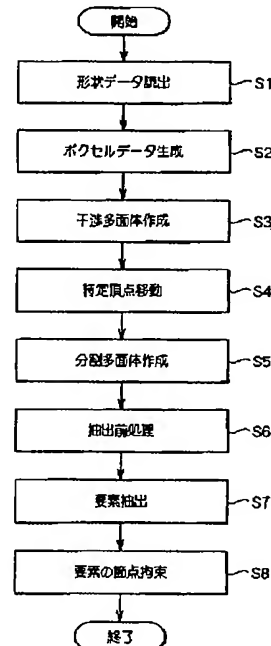 開始
形状データ読出 S1
ボクセルデータ生成 S2
干渉多面体作成 S3
特定頂点移動 S4
分割多面体作成 S5
抽出前処理 S6
要素抽出 S7
要素の節点拘束 S8
終了